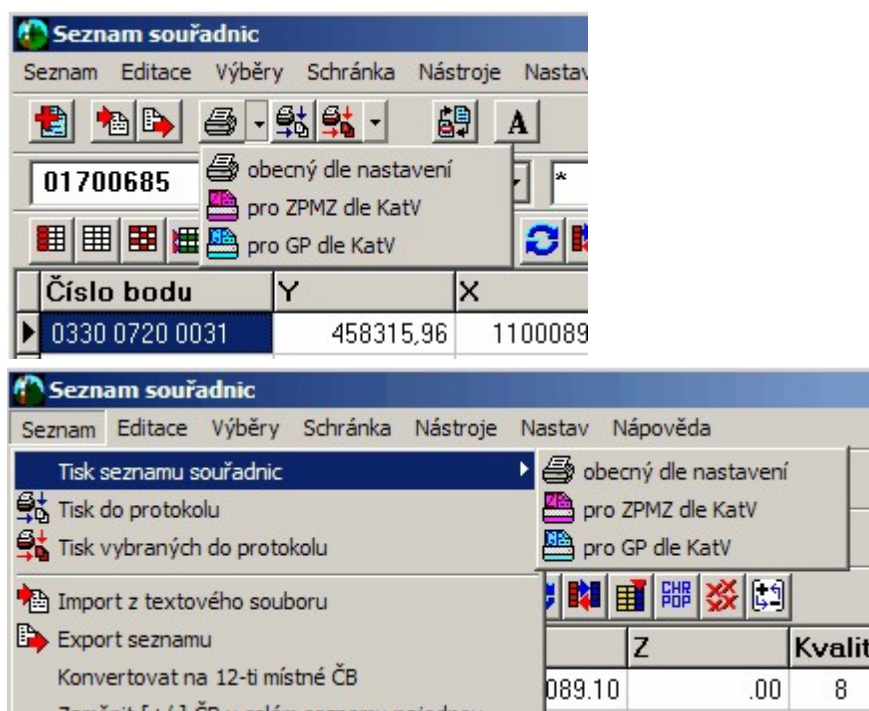 Seznam souřadnic
Seznam Editace Výběry Schránka Nástroje Nastav
A
01700685 *
obecný dle nastavení
pro ZPMZ dle KatV
pro GP dle KatV
Číslo bodu Y X
0330 0720 0031 458315,96 1100089
Seznam souřadnic
Seznam Editace Výběry Schránka Nástroje Nastav Nápověda
Tisk seznamu souřadnic obecný dle nastavení
Tisk do protokolu pro ZPMZ dle KatV
Tisk vybraných do protokolu pro GP dle KatV
Import z textového souboru CHR POP
Export seznamu Z Kvalit
Konvertovat na 12-ti místné ČB 089.10 .00 8